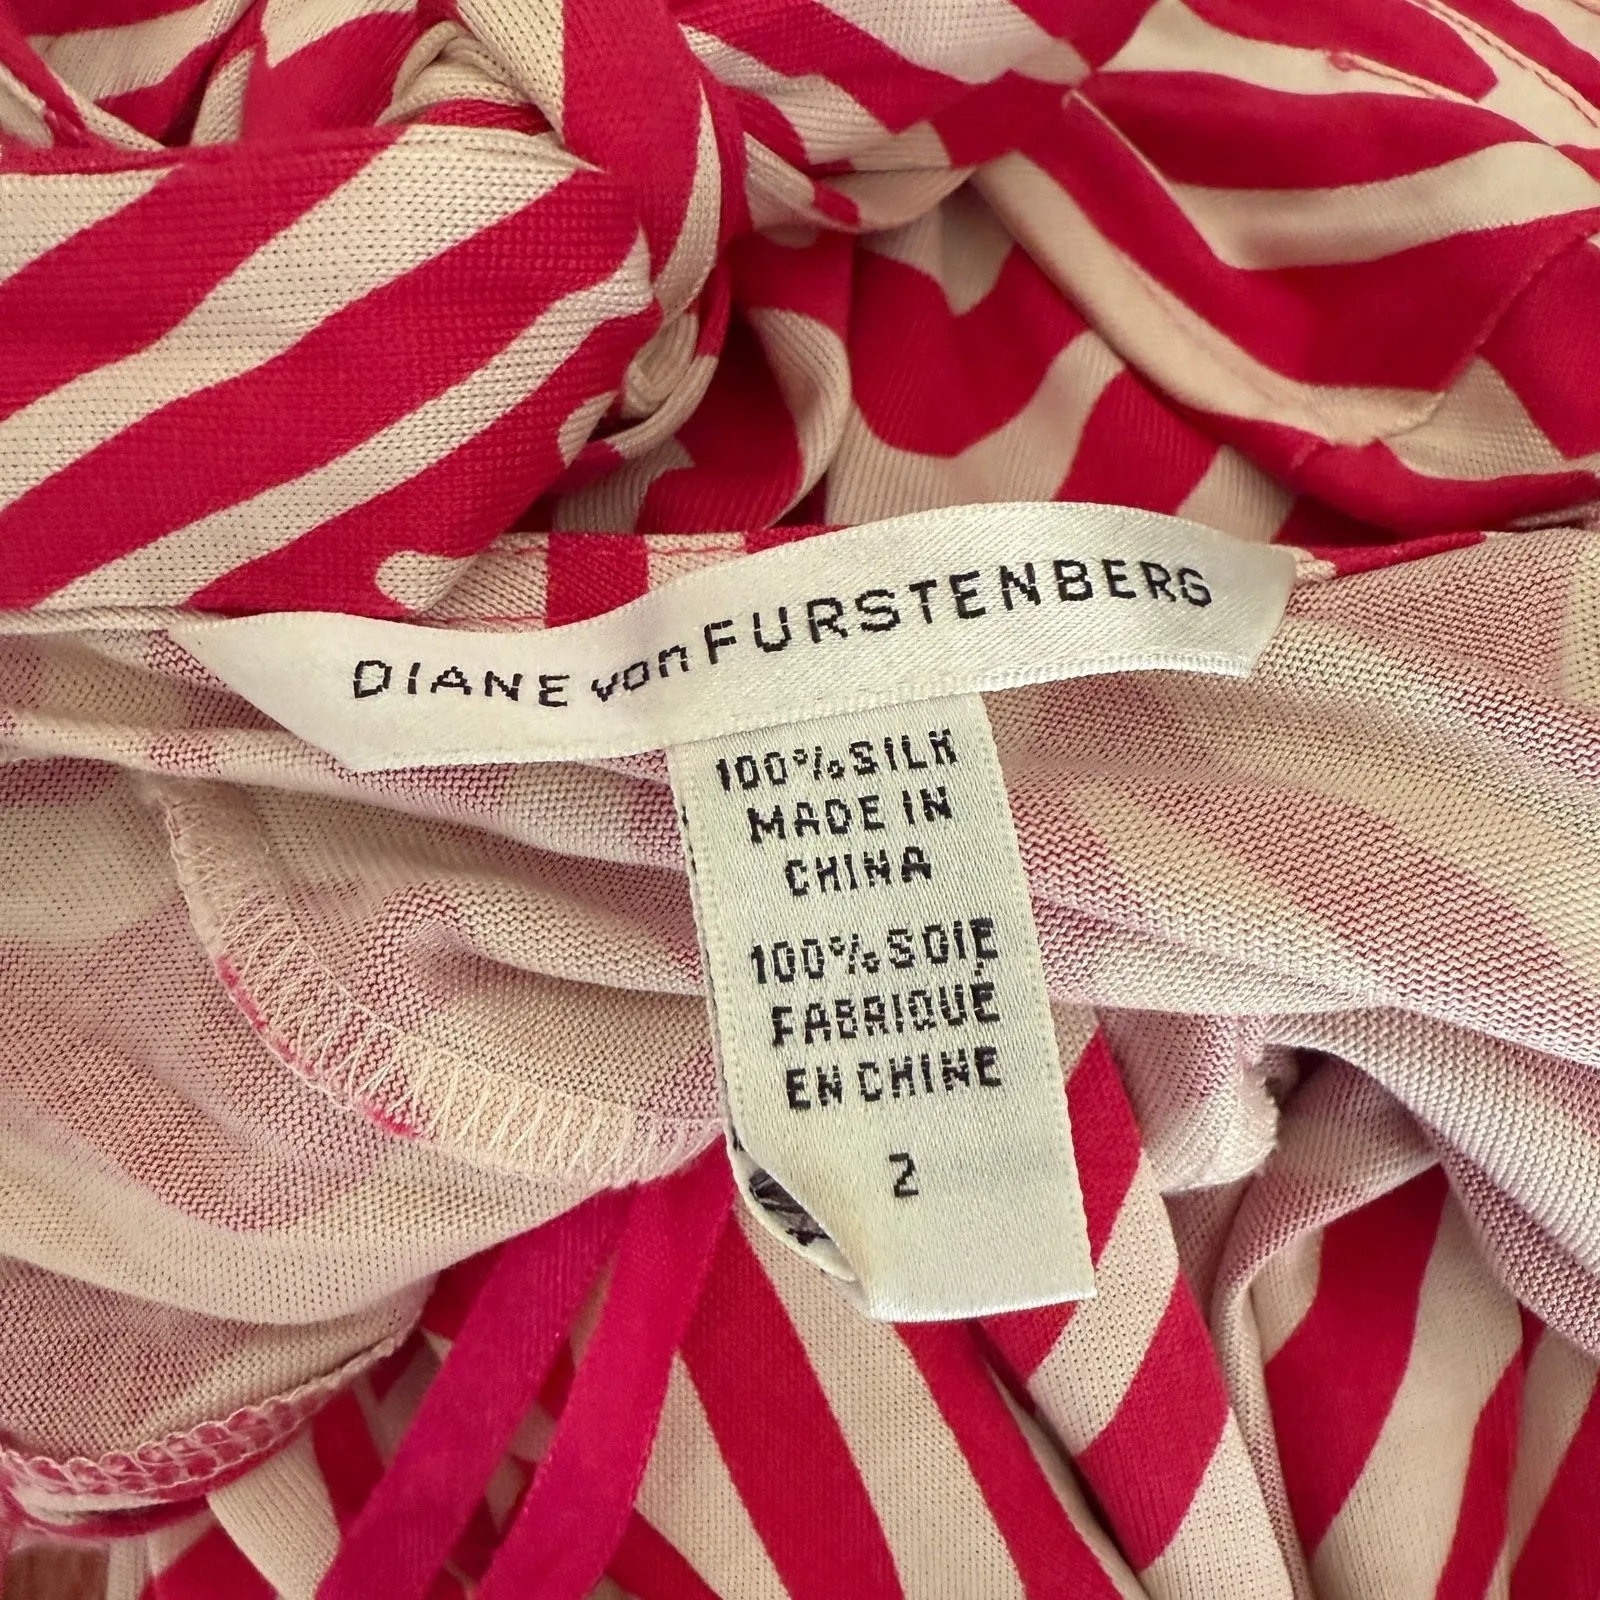 DIANE von FURSTENBERG
100% SILK
MADE IN
CHINA
100% SOIE
FABRIQUÉ
EN CHINE
2